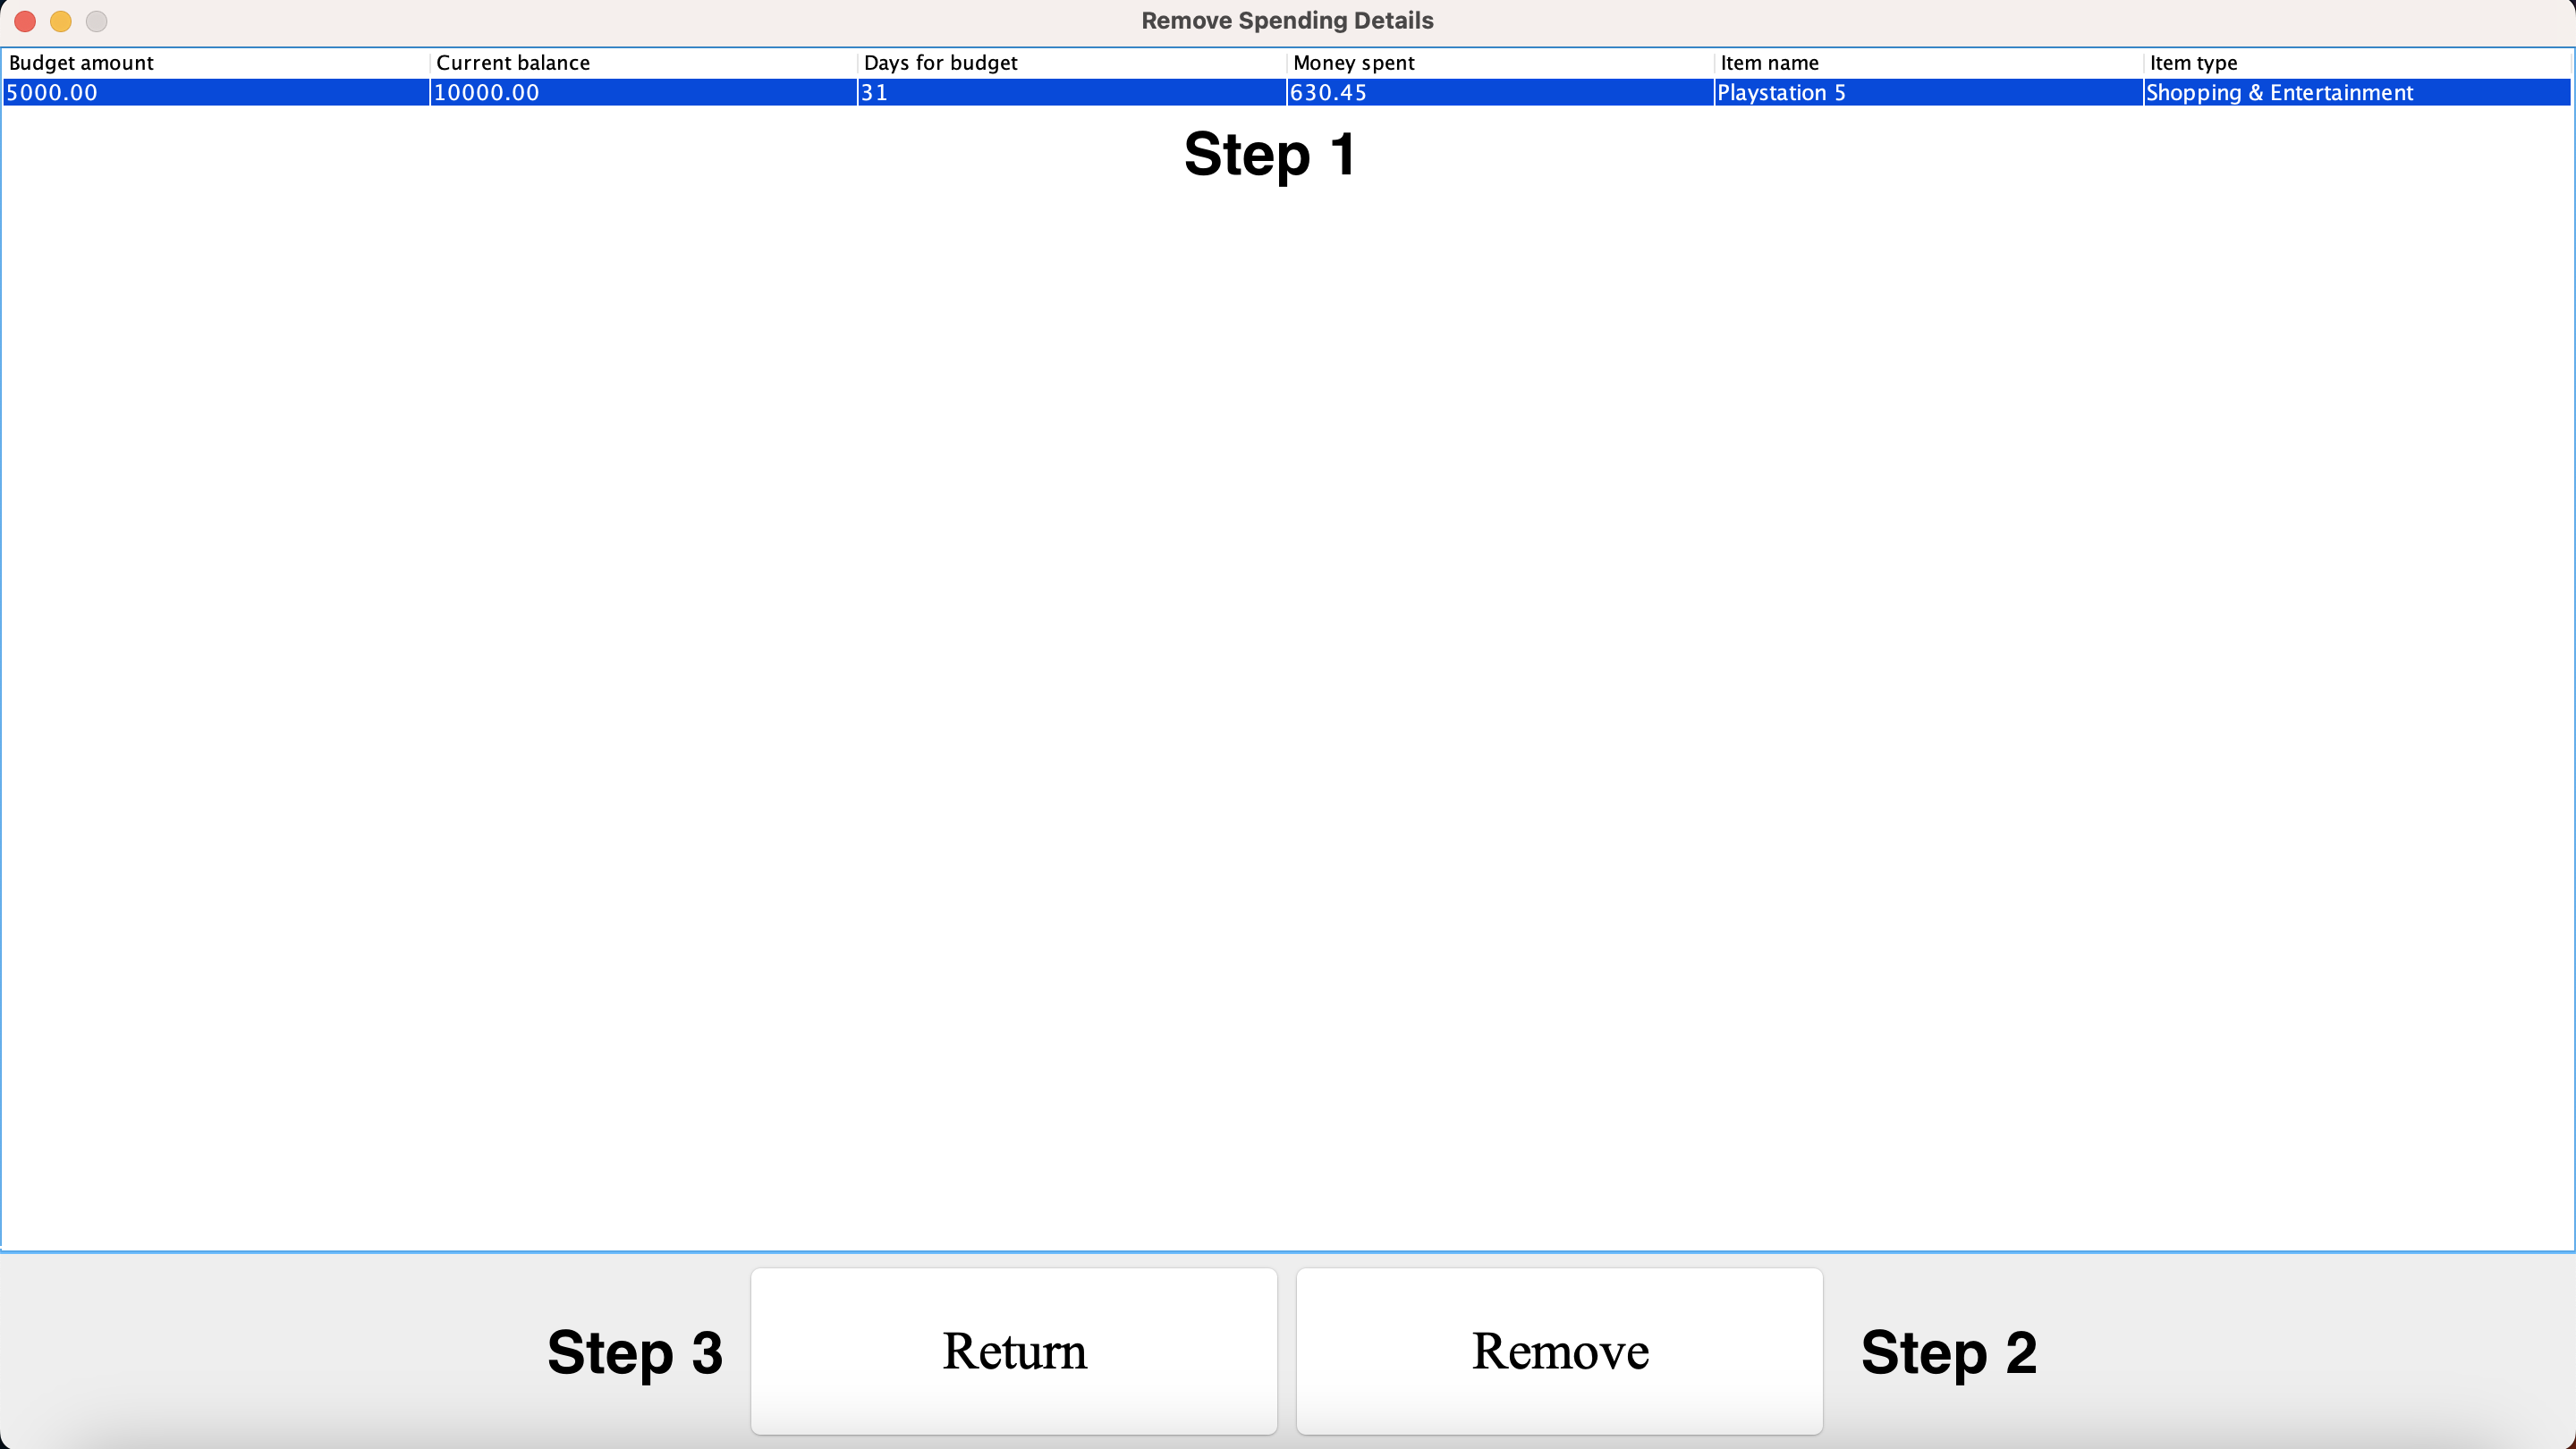 Remove Spending Details
Budget amount Current balance Days for budget Money spent Item name Item type
5000.00 10000.00 31 630.45 Playstation 5 Shopping & Entertainment
Step 1
Step 3 Return Remove Step 2